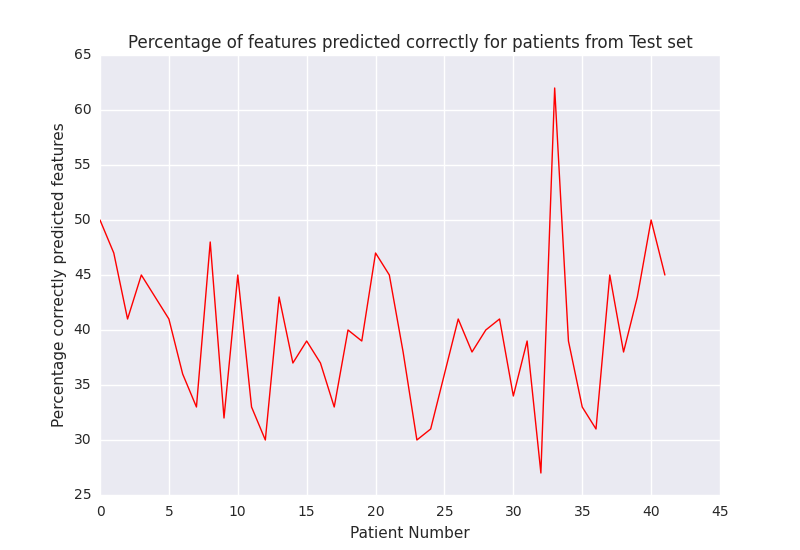 Percentage of features predicted correctly for patients from Test set
65
60
55
50
45
40
35
30
25
Percentage correctly predicted features
0 5 10 15 20 25 30 35 40 45
Patient Number